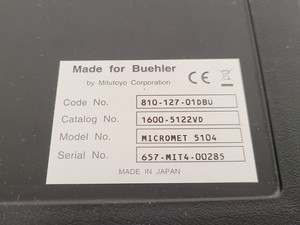 Made for Buehler
by Mitutoyo Corporation
Code No. 810-127-01DBU
Catalog No. 1600-5122VD
Model No. MICROMET 5104
Serial No. 657-MIT4-00285
MADE IN JAPAN
CE